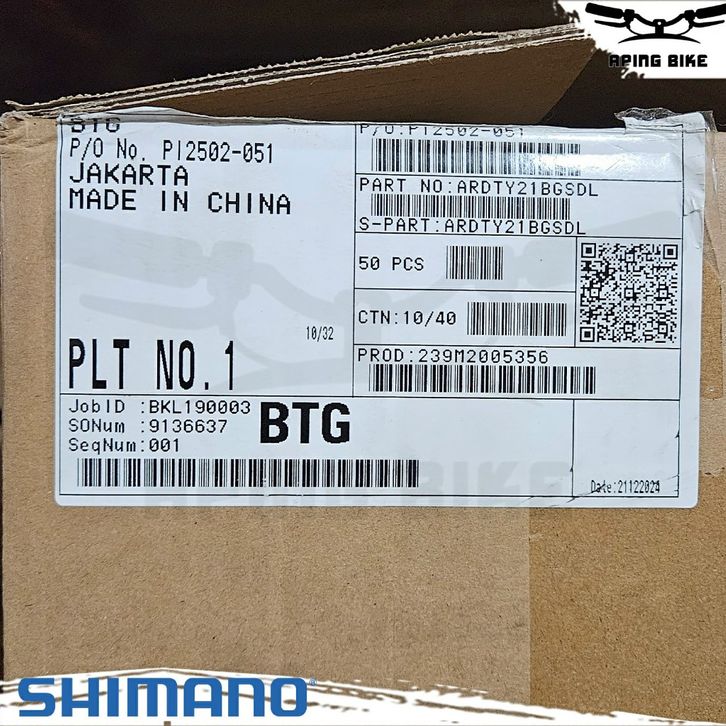 APING BIKE
BTG
P/O No. PI2502-051
JAKARTA
MADE IN CHINA
10/32
PLT NO.1
JobID :BKL190003
SONum :9136637
SeqNum:001
BTG
P/O:PI2502-051
PART NO:ARDTY21BGSDL
S-PART:ARDTY21BGSDL
50 PCS
CTN:10/40
PROD:239M2005356
Date:21122024
APING BIKE
SHIMANO